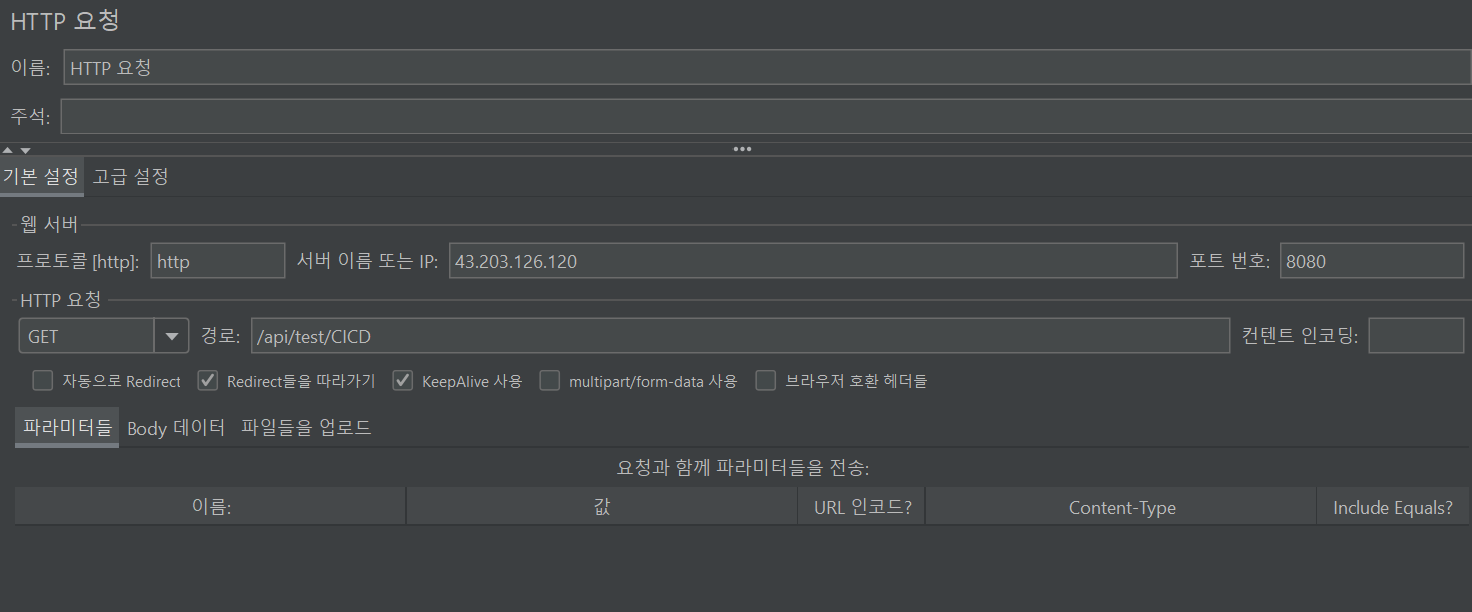 HTTP 요청
이름: HTTP 요청
주석:
기본 설정 고급 설정
웹 서버
프로토콜 [http]: http 서버 이름 또는 IP: 43.203.126.120 포트 번호: 8080
HTTP 요청
GET 경로: /api/test/CICD 컨텐트 인코딩:
자동으로 Redirect Redirect들을 따라가기 KeepAlive 사용 multipart/form-data 사용 브라우저 호환 헤더들
파라미터들 Body 데이터 파일들을 업로드
요청과 함께 파라미터들을 전송:
이름: 값 URL 인코드? Content-Type Include Equals?